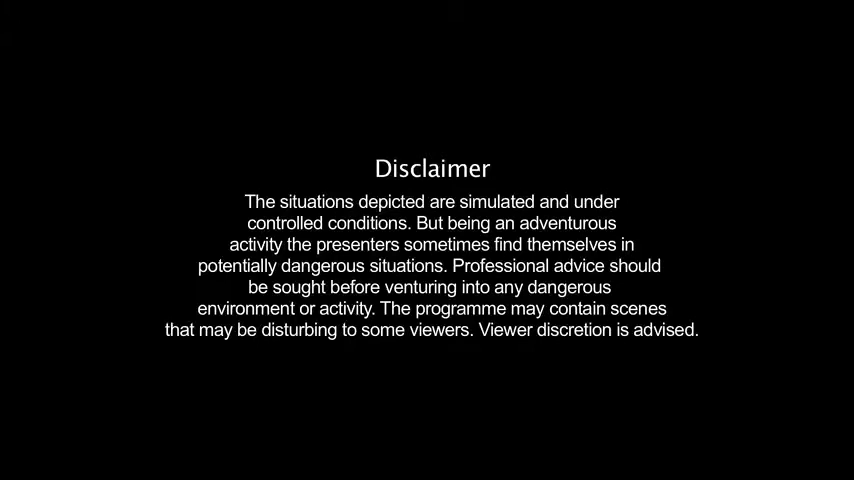 Disclaimer
The situations depicted are simulated and under
controlled conditions. But being an adventurous
activity the presenters sometimes find themselves in
potentially dangerous situations. Professional advice should
be sought before venturing into any dangerous
environment or activity. The programme may contain scenes
that may be disturbing to some viewers. Viewer discretion is advised.